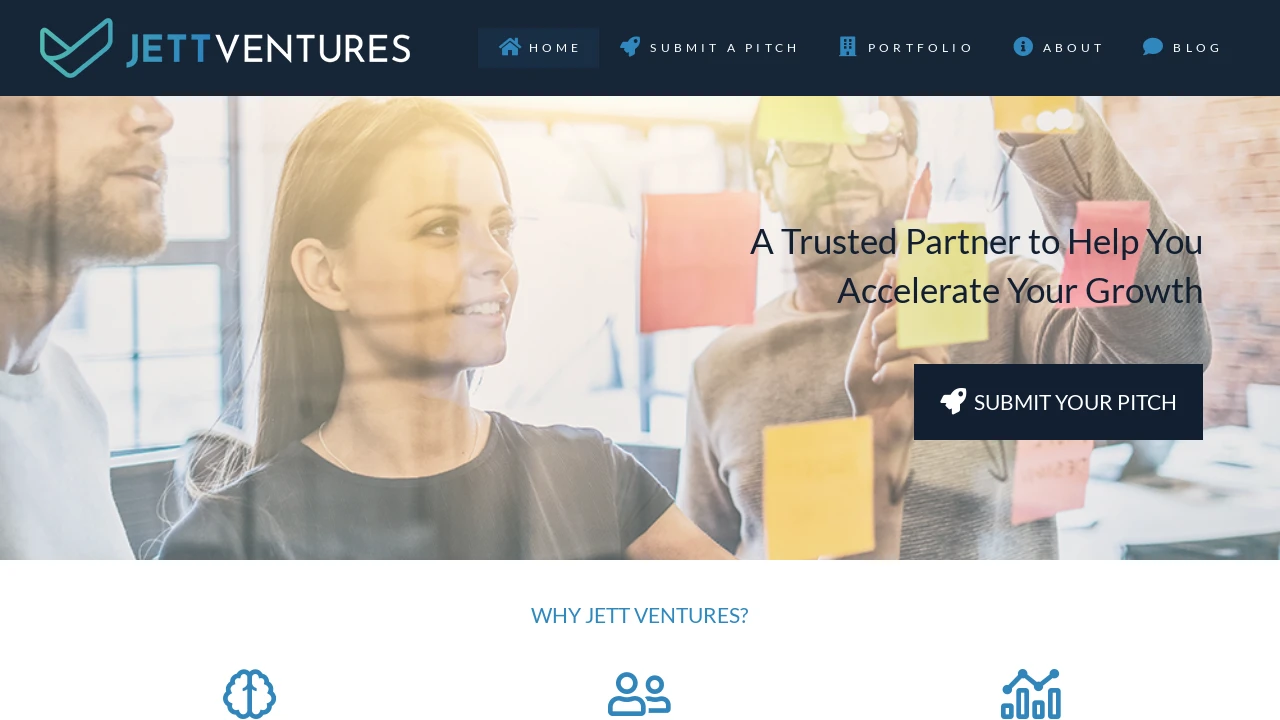 JETTVENTURES
HOME
SUBMIT A PITCH
PORTFOLIO
ABOUT
BLOG
A Trusted Partner to Help You
Accelerate Your Growth
SUBMIT YOUR PITCH
WHY JETT VENTURES?